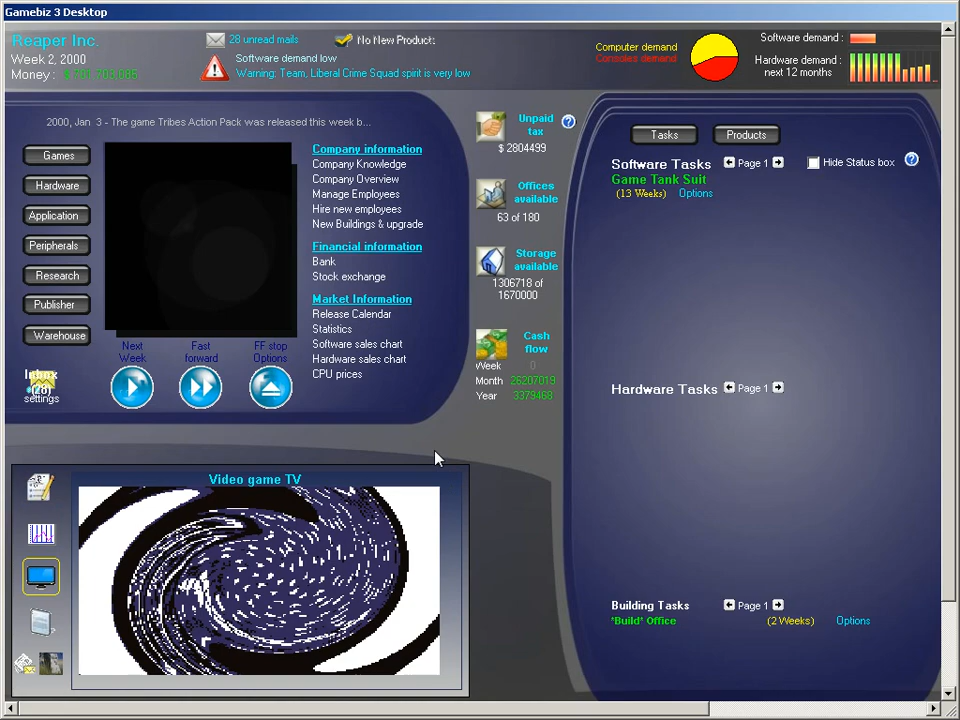 Gamebiz 3 Desktop
Reaper Inc.
Week 2, 2000
Money :
28 unread mails
No New Products
Software demand low
Warning: Team, Liberal Crime Squad spirit is very low
Computer demand
Consoles demand
Software demand :
Hardware demand :
next 12 months
2000, Jan 3 - The game Tribes Action Pack was released this week b...
Games
Hardware
Application
Peripherals
Research
Publisher
Warehouse
Inbox
(28)
settings
Next
Week
Fast
forward
FF stop
Options
Company information
Company Knowledge
Company Overview
Manage Employees
Hire new employees
New Buildings & upgrade
Financial information
Bank
Stock exchange
Market Information
Release Calendar
Statistics
Software sales chart
Hardware sales chart
CPU prices
Unpaid
tax
$ 2804499
Offices
available
63 of 180
Storage
available
1306718 of
1670000
Cash
flow
Week 0
Month 26207019
Year 3379468
Tasks
Products
Software Tasks
Page 1
Hide Status box
Game Tank Suit
(13 Weeks)
Options
Hardware Tasks
Page 1
Building Tasks
Page 1
*Build* Office
(2 Weeks)
Options
Video game TV